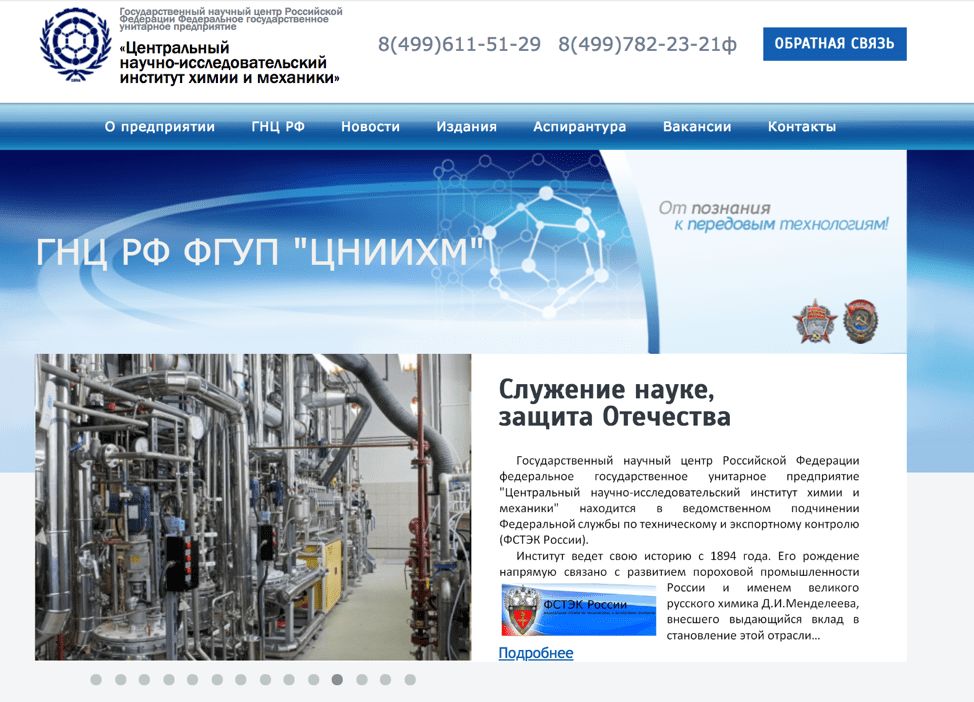 Государственный научный центр Российской
Федерации Федеральное государственное
унитарное предприятие
«Центральный
научно-исследовательский
институт химии и механики»
8(499)611-51-29 8(499)782-23-21ф
ОБРАТНАЯ СВЯЗЬ
О предприятии ГНЦ РФ Новости Издания Аспирантура Вакансии Контакты
От познания
к передовым технологиям!
ГНЦ РФ ФГУП "ЦНИИХМ"
Служение науке,
защита Отечества
Государственный научный центр Российской Федерации
федеральное государственное унитарное предприятие
"Центральный научно-исследовательский институт химии и
механики" находится в ведомственном подчинении
Федеральной службы по техническому и экспортному контролю
(ФСТЭК России).
Институт ведет свою историю с 1894 года. Его рождение
напрямую связано с развитием пороховой промышленности
России и именем великого
русского химика Д.И.Менделеева,
внесшего выдающийся вклад в
становление этой отрасли...
ФСТЭК России
Подробнее